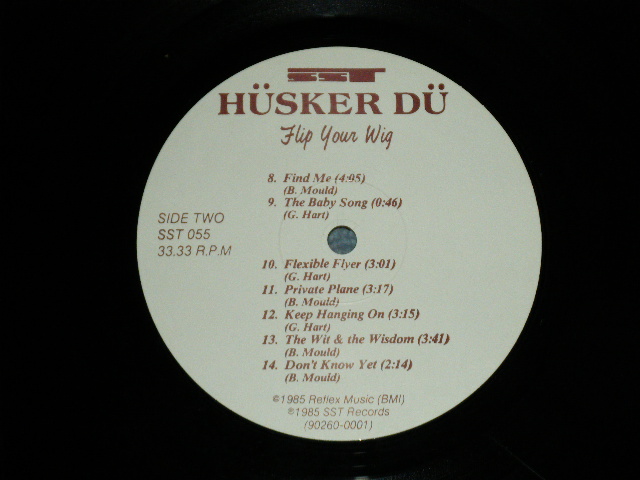 SST
HÜSKER DÜ
Flip Your Wig
8. Find Me (4:05)
(B. Mould)
9. The Baby Song (0:46)
(G. Hart)
SIDE TWO
SST 055
33.33 R.P.M
10. Flexible Flyer (3:01)
(G. Hart)
11. Private Plane (3:17)
(B. Mould)
12. Keep Hanging On (3:15)
(G. Hart)
13. The Wit & the Wisdom (3:41)
(B. Mould)
14. Don't Know Yet (2:14)
(B. Mould)
©1985 Reflex Music (BMI)
℗1985 SST Records
(90260-0001)